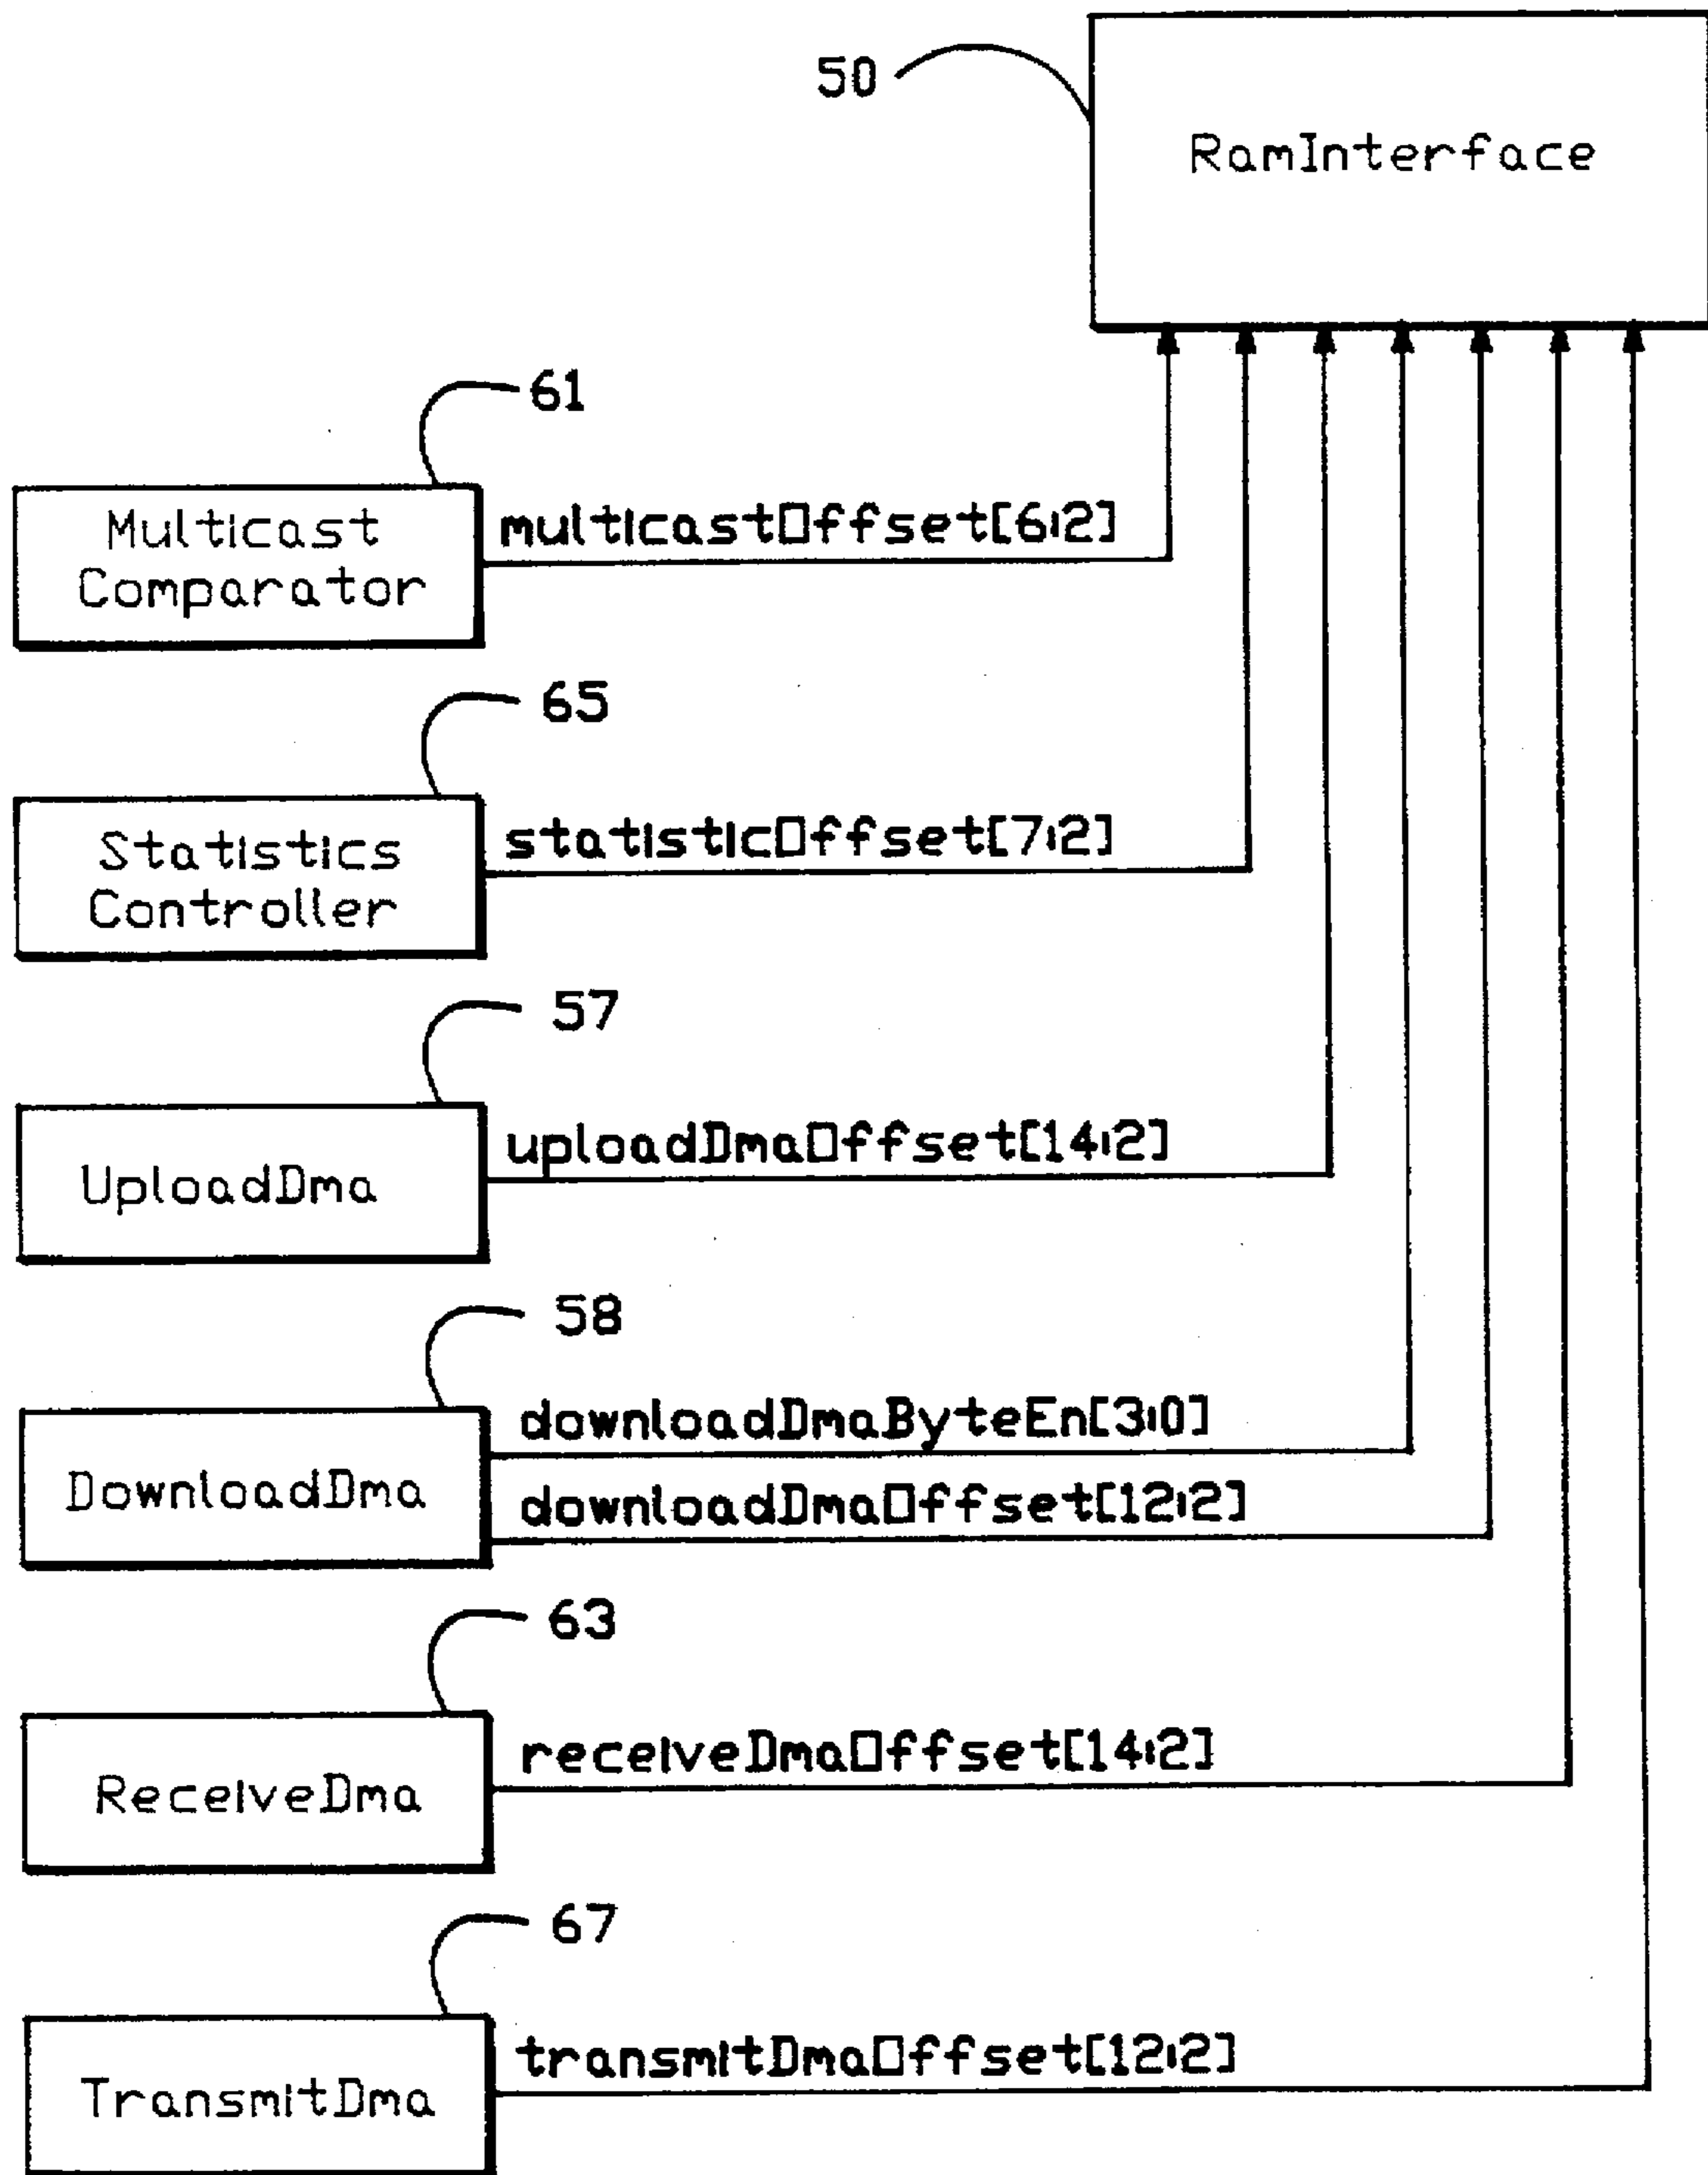 50
RamInterface
61
Multicast
Comparator
multicastOffset[6:2]
65
Statistics
Controller
statisticOffset[7:2]
57
UploadDma
uploadDmaOffset[14:2]
58
DownloadDma
downloadDmaByteEn[3:0]
downloadDmaOffset[12:2]
63
ReceiveDma
receiveDmaOffset[14:2]
67
TransmitDma
transmitDmaOffset[12:2]